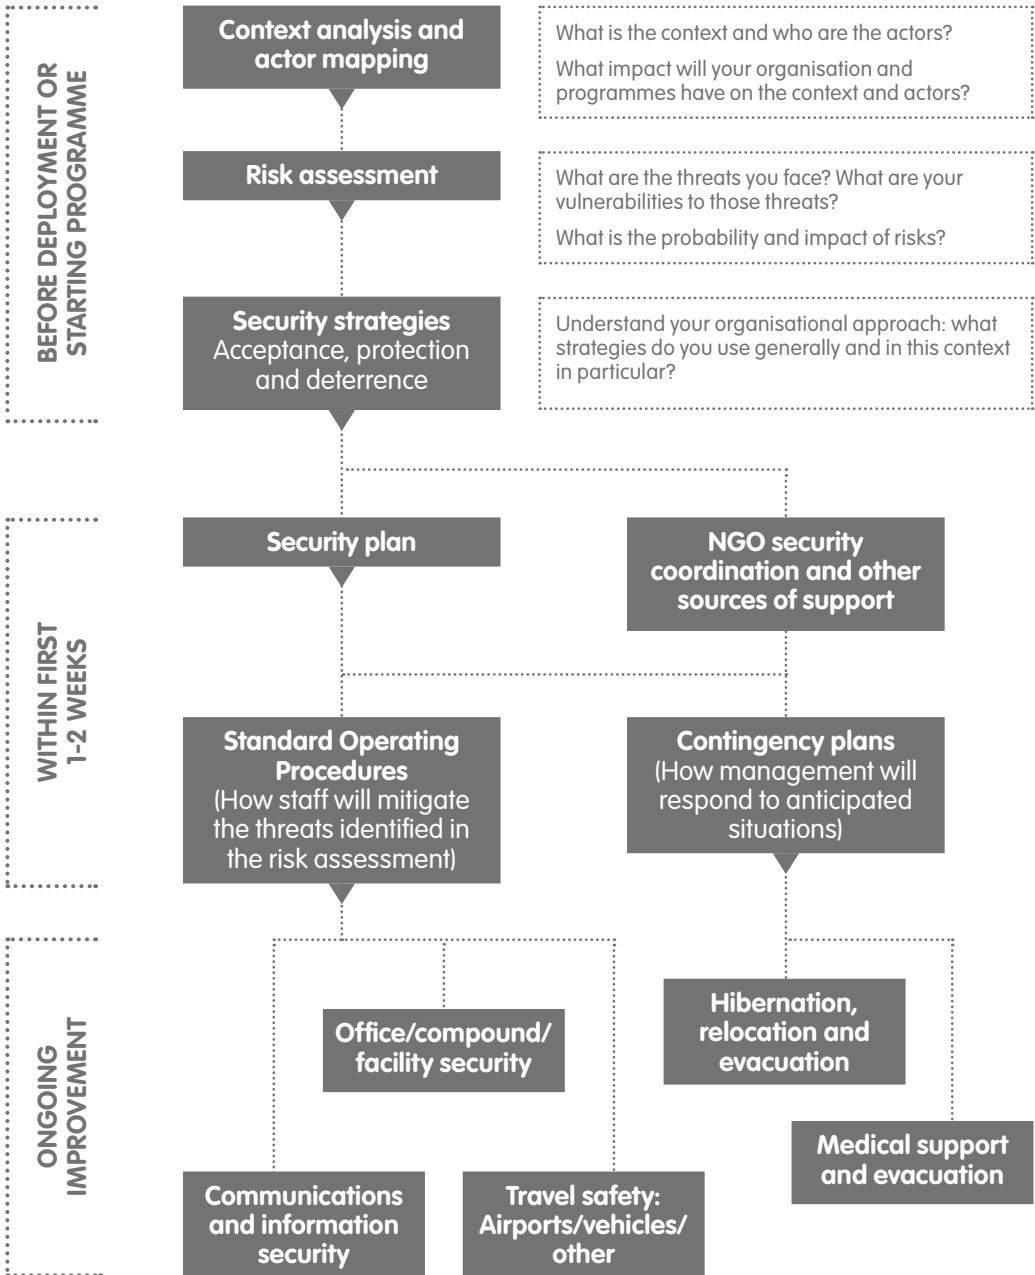 BEFORE DEPLOYMENT OR
STARTING PROGRAMME
Context analysis and
actor mapping
What is the context and who are the actors?
What impact will your organisation and
programmes have on the context and actors?
Risk assessment
What are the threats you face? What are your
vulnerabilities to those threats?
What is the probability and impact of risks?
Security strategies
Acceptance, protection
and deterrence
Understand your organisational approach: what
strategies do you use generally and in this context
in particular?
WITHIN FIRST
1-2 WEEKS
Security plan
NGO security
coordination and other
sources of support
Standard Operating
Procedures
(How staff will mitigate
the threats identified in
the risk assessment)
Contingency plans
(How management will
respond to anticipated
situations)
ONGOING
IMPROVEMENT
Office/compound/
facility security
Hibernation,
relocation and
evacuation
Communications
and information
security
Travel safety:
Airports/vehicles/
other
Medical support
and evacuation